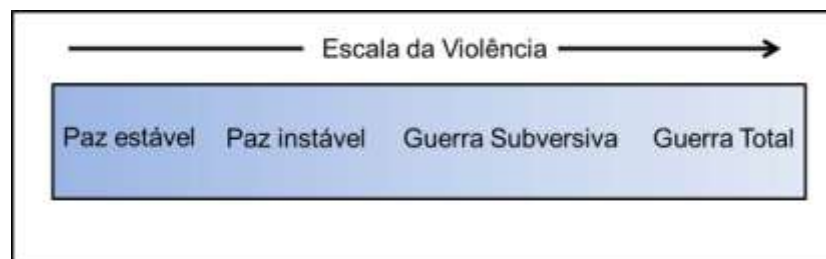 Escala da Violência
Paz estável Paz instável Guerra Subversiva Guerra Total